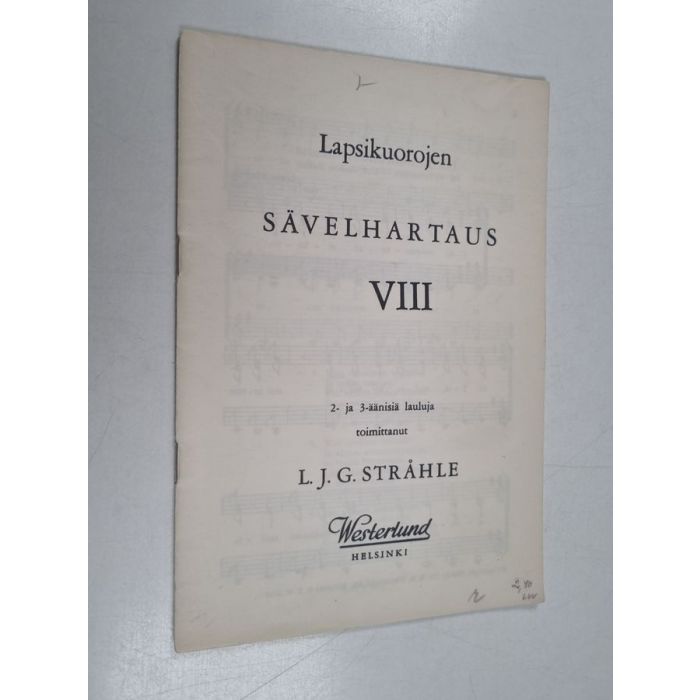 Lapsikuorojen
SÄVELHARTAUS
VIII
2- ja 3-äänisiä lauluja
toimittanut
L. J. G. STRÅHLE
Westerlund
HELSINKI